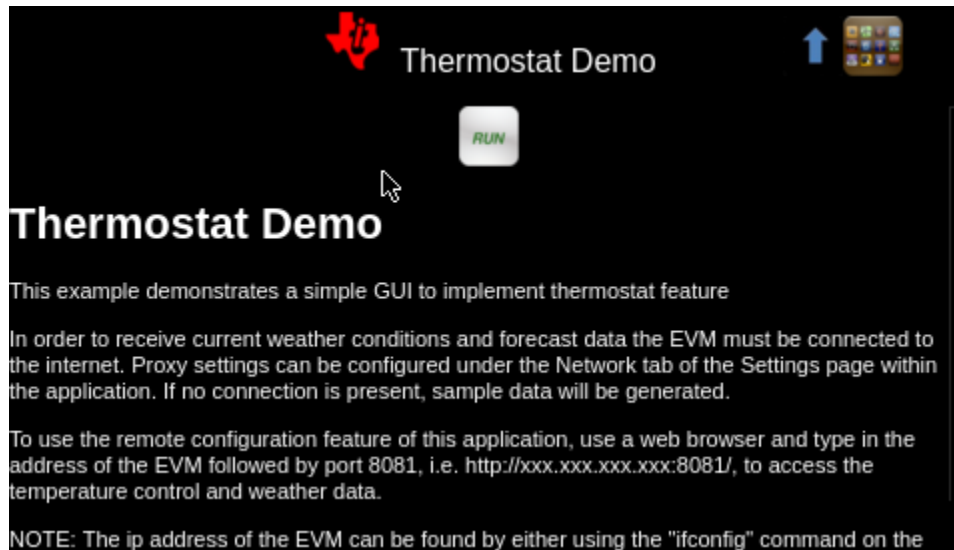 Thermostat Demo
RUN
Thermostat Demo
This example demonstrates a simple GUI to implement thermostat feature
In order to receive current weather conditions and forecast data the EVM must be connected to
the internet. Proxy settings can be configured under the Network tab of the Settings page within
the application. If no connection is present, sample data will be generated.
To use the remote configuration feature of this application, use a web browser and type in the
address of the EVM followed by port 8081, i.e. http://xxx.xxx.xxx.xxx:8081/, to access the
temperature control and weather data.
NOTE: The ip address of the EVM can be found by either using the "ifconfig" command on the